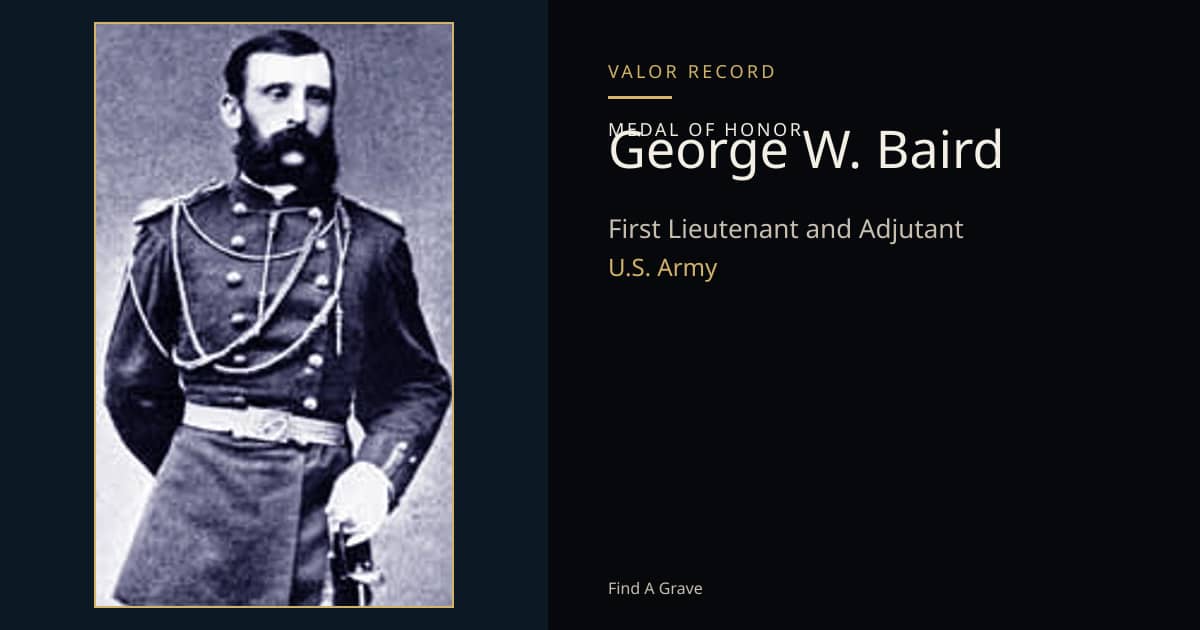 VALOR RECORD
MEDAL OF HONOR
George W. Baird
First Lieutenant and Adjutant
U.S. Army
Find A Grave